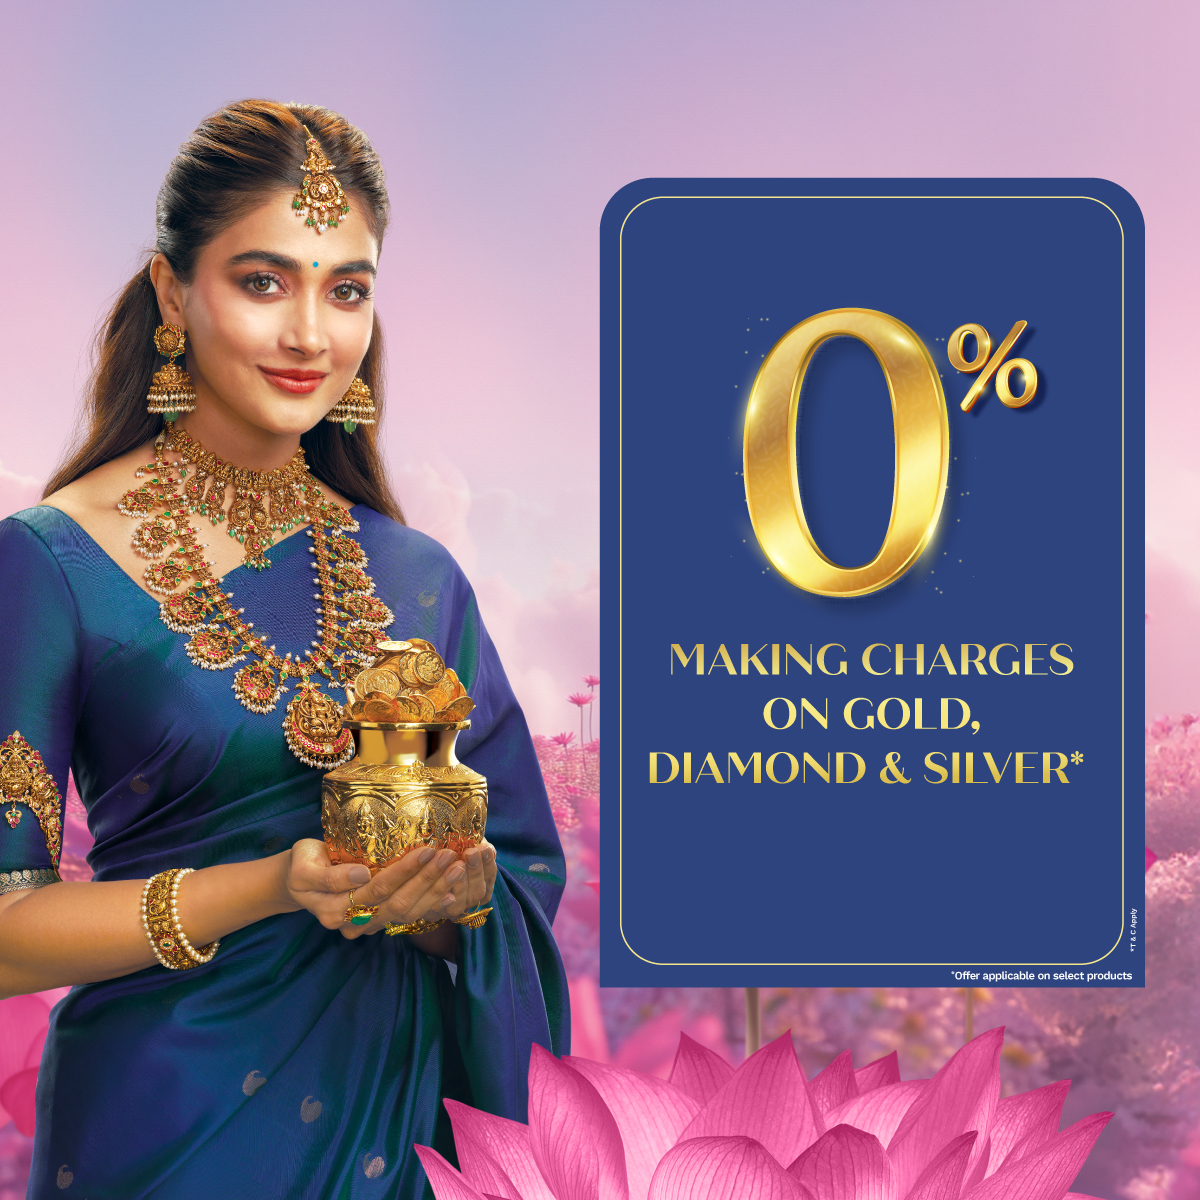 0%
MAKING CHARGES
ON GOLD,
DIAMOND & SILVER*
*T & C Apply
*Offer applicable on select products